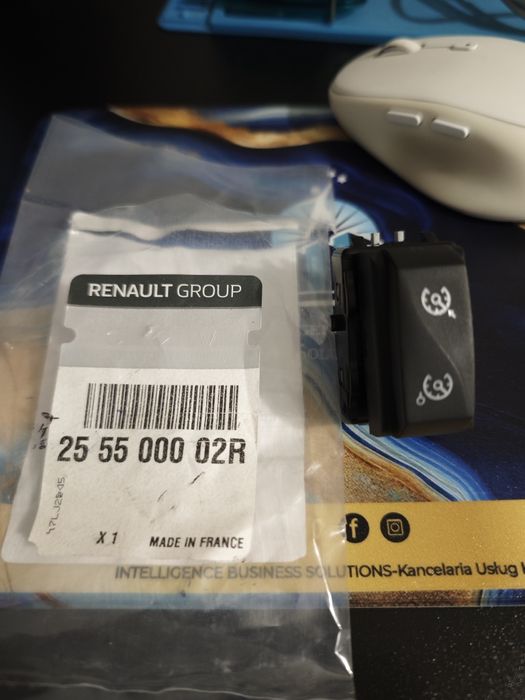 RENAULT GROUP
25 55 000 02R
X 1 MADE IN FRANCE
INTELLIGENCE BUSINESS SOLUTIONS-Kancelaria Usług